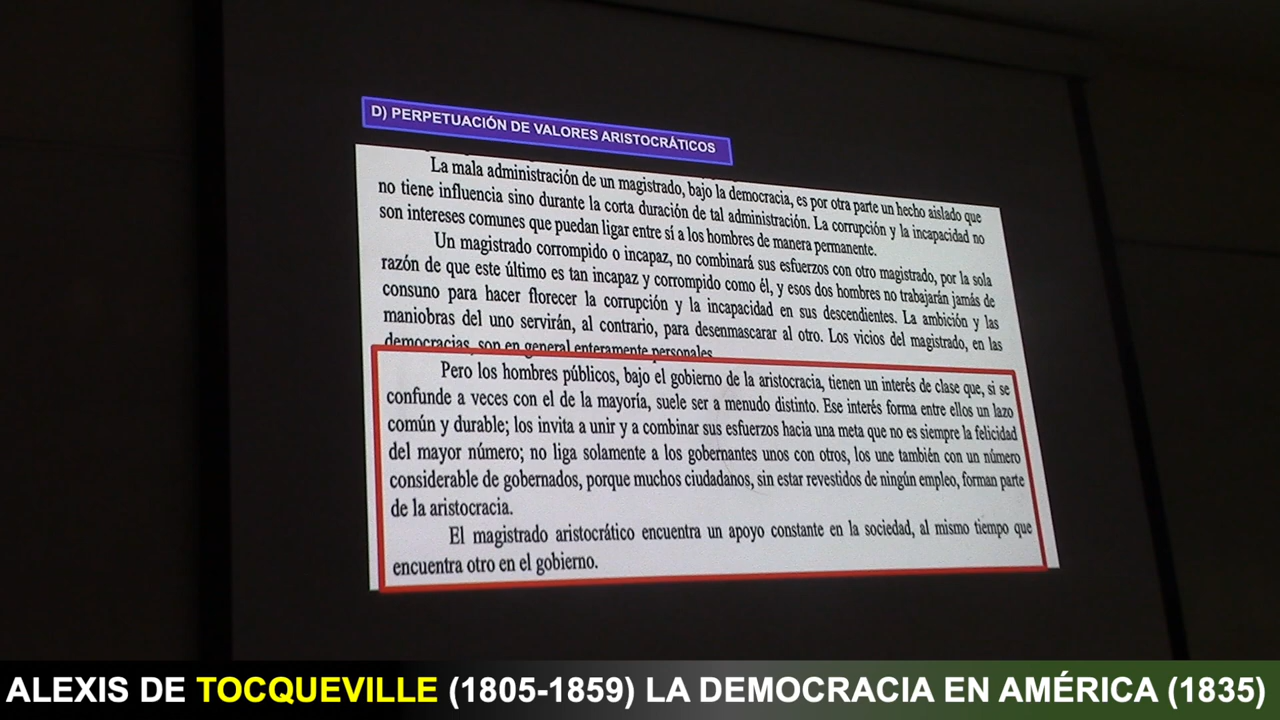 D) PERPETUACIÓN DE VALORES ARISTOCRÁTICOS
La mala administración de un magistrado, bajo la democracia, es por otra parte un hecho aislado que
no tiene influencia sino durante la corta duración de tal administración. La corrupción y la incapacidad no
son intereses comunes que puedan ligar entre sí a los hombres de manera permanente.
Un magistrado corrompido o incapaz, no combinará sus esfuerzos con otro magistrado, por la sola
razón de que este último es tan incapaz y corrompido como él, y esos dos hombres no trabajarán jamás de
consuno para hacer florecer la corrupción y la incapacidad en sus descendientes. La ambición y las
maniobras del uno servirán, al contrario, para desenmascarar al otro. Los vicios del magistrado, en las
democracias, son en general enteramente personales.
Pero los hombres públicos, bajo el gobierno de la aristocracia, tienen un interés de clase que, si se
confunde a veces con el de la mayoría, suele ser a menudo distinto. Ese interés forma entre ellos un lazo
común y durable; los invita a unir y a combinar sus esfuerzos hacia una meta que no es siempre la felicidad
del mayor número; no liga solamente a los gobernantes unos con otros, los une también con un número
considerable de gobernados, porque muchos ciudadanos, sin estar revestidos de ningún empleo, forman parte
de la aristocracia.
El magistrado aristocrático encuentra un apoyo constante en la sociedad, al mismo tiempo que
encuentra otro en el gobierno.
ALEXIS DE TOCQUEVILLE (1805-1859) LA DEMOCRACIA EN AMÉRICA (1835)